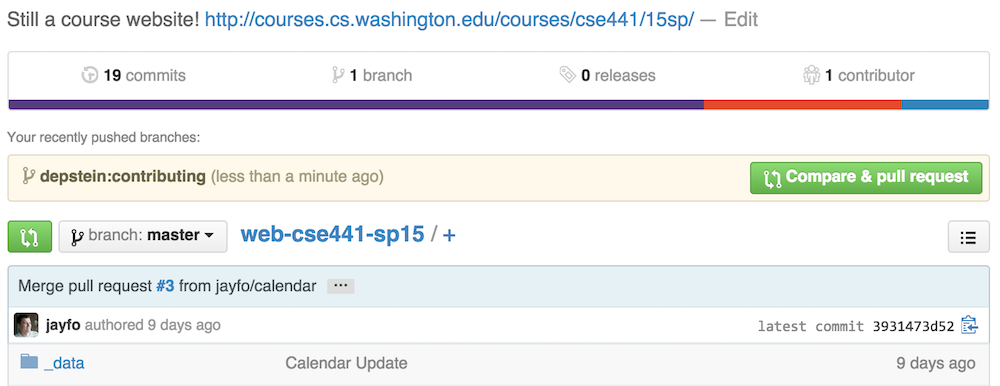 Still a course website! http://courses.cs.washington.edu/courses/cse441/15sp/ — Edit
19 commits 1 branch 0 releases 1 contributor
Your recently pushed branches:
depstein:contributing (less than a minute ago) Compare & pull request
branch: master web-cse441-sp15 / +
Merge pull request #3 from jayfo/calendar ...
jayfo authored 9 days ago latest commit 3931473d52
_data Calendar Update 9 days ago